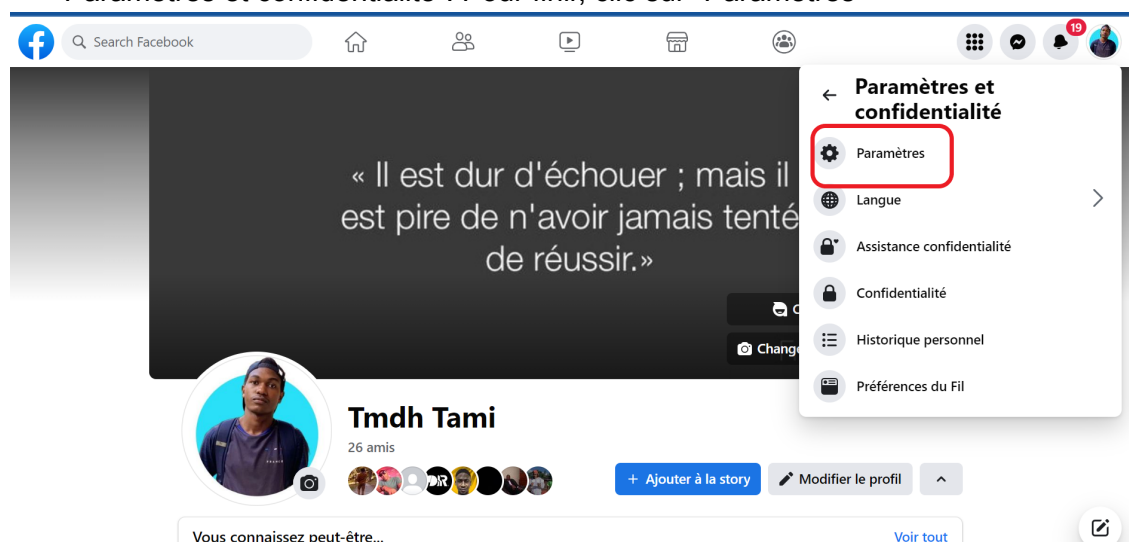 Search Facebook
19
Paramètres et
confidentialité
Paramètres
Langue
Assistance confidentialité
Confidentialité
Historique personnel
Préférences du Fil
« Il est dur d'échouer ; mais il
est pire de n'avoir jamais tenté
de réussir.»
Change
Tmdh Tami
26 amis
+ Ajouter à la story
Modifier le profil
Vous connaissez peut-être...
Voir tout